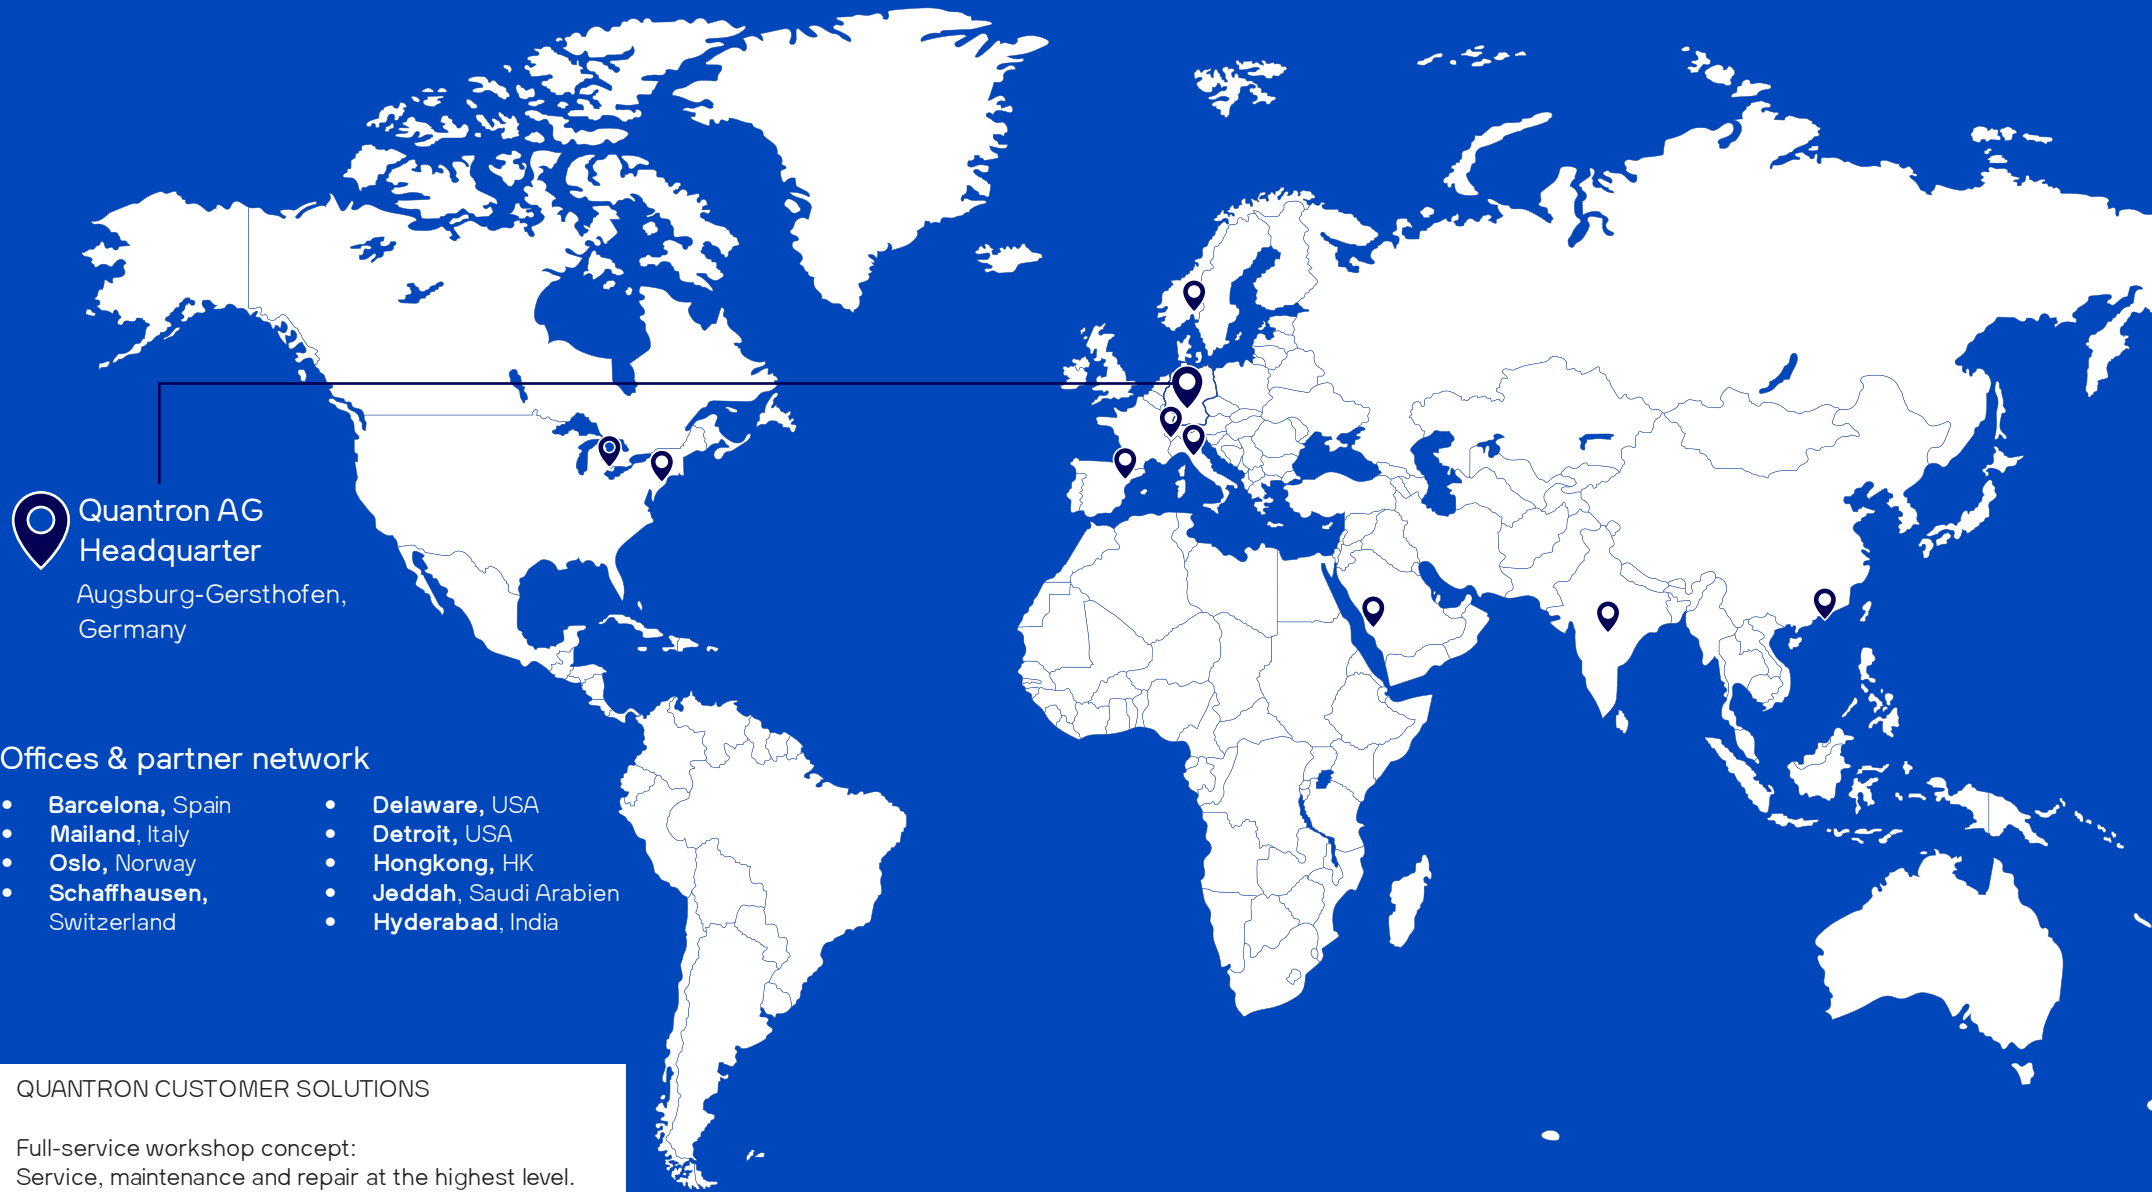 Quantron AG
Headquarter
Augsburg-Gersthofen,
Germany
Offices & partner network
• Barcelona, Spain
• Mailand, Italy
• Oslo, Norway
• Schaffhausen,
Switzerland
• Delaware, USA
• Detroit, USA
• Hongkong, HK
• Jeddah, Saudi Arabien
• Hyderabad, India
QUANTRON CUSTOMER SOLUTIONS
Full-service workshop concept:
Service, maintenance and repair at the highest level.